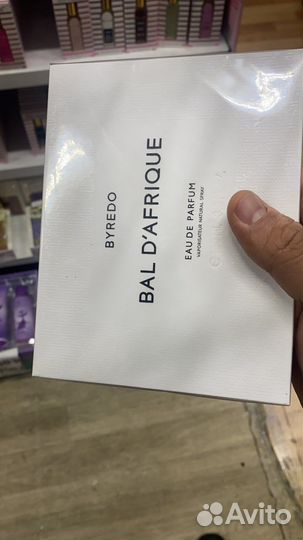 BYREDO
BAL D'AFRIQUE
EAU DE PARFUM
VAPORISATEUR NATURAL SPRAY
Avito